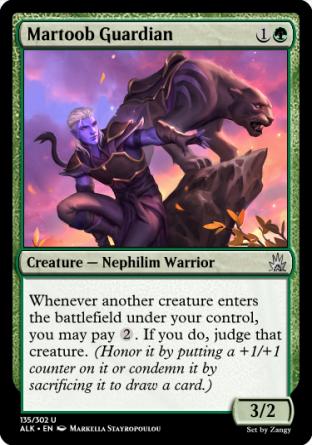 Martoob Guardian 1
Creature — Nephilim Warrior
Whenever another creature enters
the battlefield under your control,
you may pay 2. If you do, judge that
creature. (Honor it by putting a +1/+1
counter on it or condemn it by
sacrificing it to draw a card.)
3/2
135/302 U
ALK • EN MARKELLA STAYROPOULOU
Set by Zangy